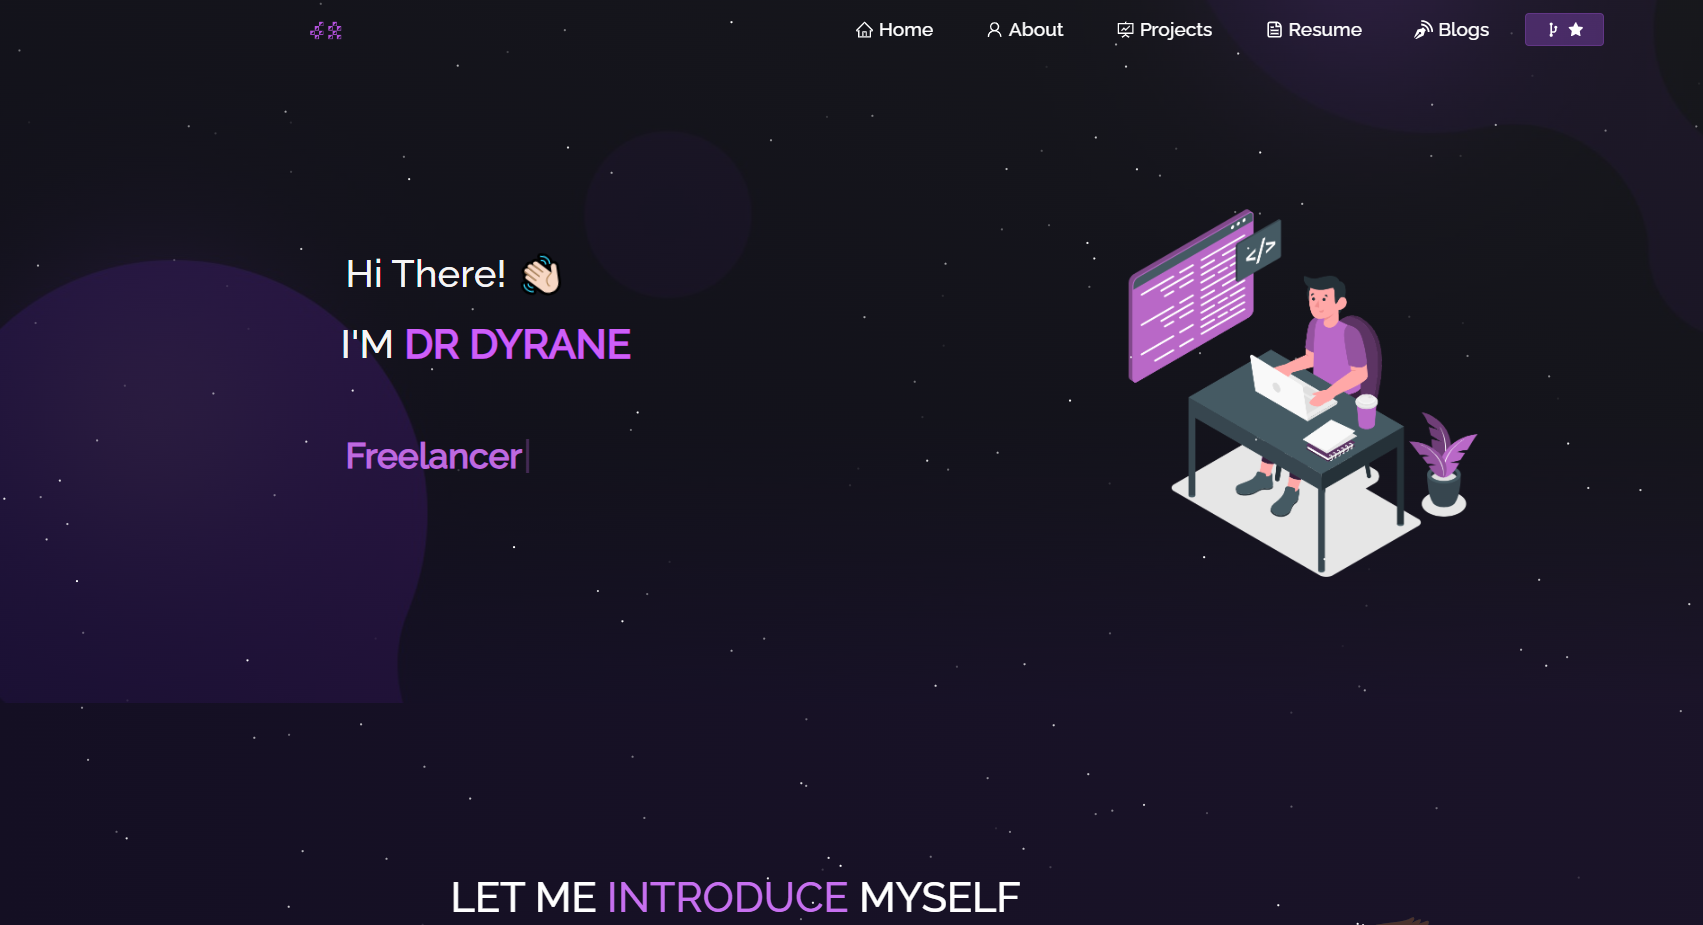 Home About Projects Resume Blogs
Hi There! 👋🏻
I'M DR DYRANE
Freelancer
</>
LET ME INTRODUCE MYSELF